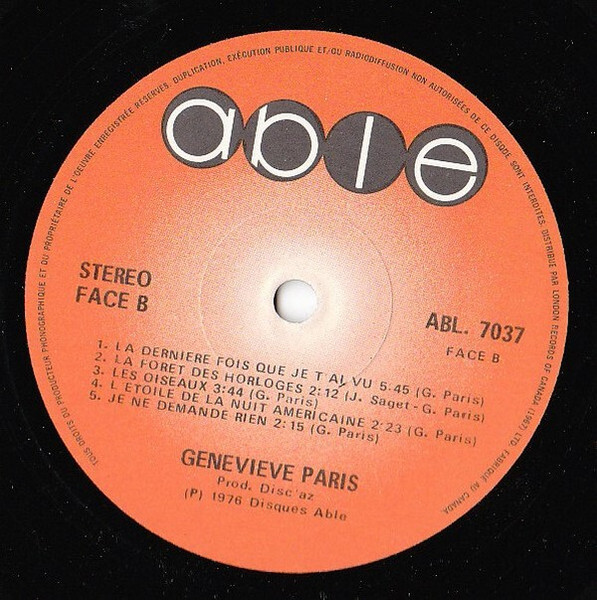 TOUS DROITS DU PRODUCTEUR PHONOGRAPHIQUE ET DU PROPRIÉTAIRE DE L'OEUVRE ENREGISTRÉE RÉSERVÉS. DUPLICATION, EXÉCUTION PUBLIQUE ET/OU RADIODIFFUSION NON AUTORISÉES DE CE DISQUE SONT INTERDITES. DISTRIBUÉ PAR LONDON RECORDS OF CANADA (1967) LTD. FABRIQUÉ AU CANADA.
able
STEREO
FACE B
ABL. 7037
FACE B
1. LA DERNIERE FOIS QUE JE T'AI VU 5:45 (G. Paris)
2. LA FORET DES HORLOGES 2:12 (J. Saget - G. Paris)
3. LES OISEAUX 3:44 (G. Paris)
4. L ETOILE DE LA NUIT AMERICAINE 2:23 (G. Paris)
5. JE NE DEMANDE RIEN 2:15 (G. Paris)
GENEVIEVE PARIS
Prod. Disc'az
(P) 1976 Disques Able